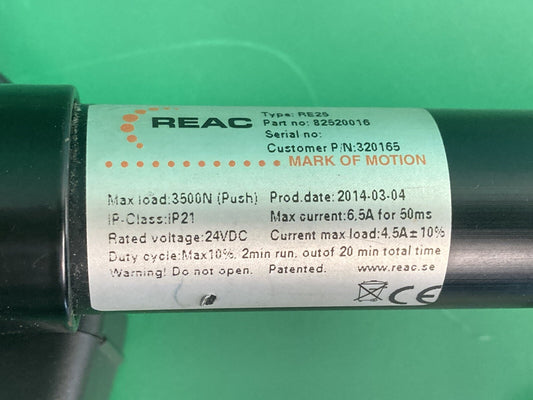 REAC
Type: RE25
Part no: 82520016
Serial no:
Customer P/N:320165
MARK OF MOTION
Max load:3500N (Push) Prod.date: 2014-03-04
IP-Class:IP21 Max current:6.5A for 50ms
Rated voltage:24VDC Current max load:4.5A±10%
Duty cycle:Max10%, 2min run, outof 20 min total time
Warning! Do not open. Patented. www.reac.se
CE